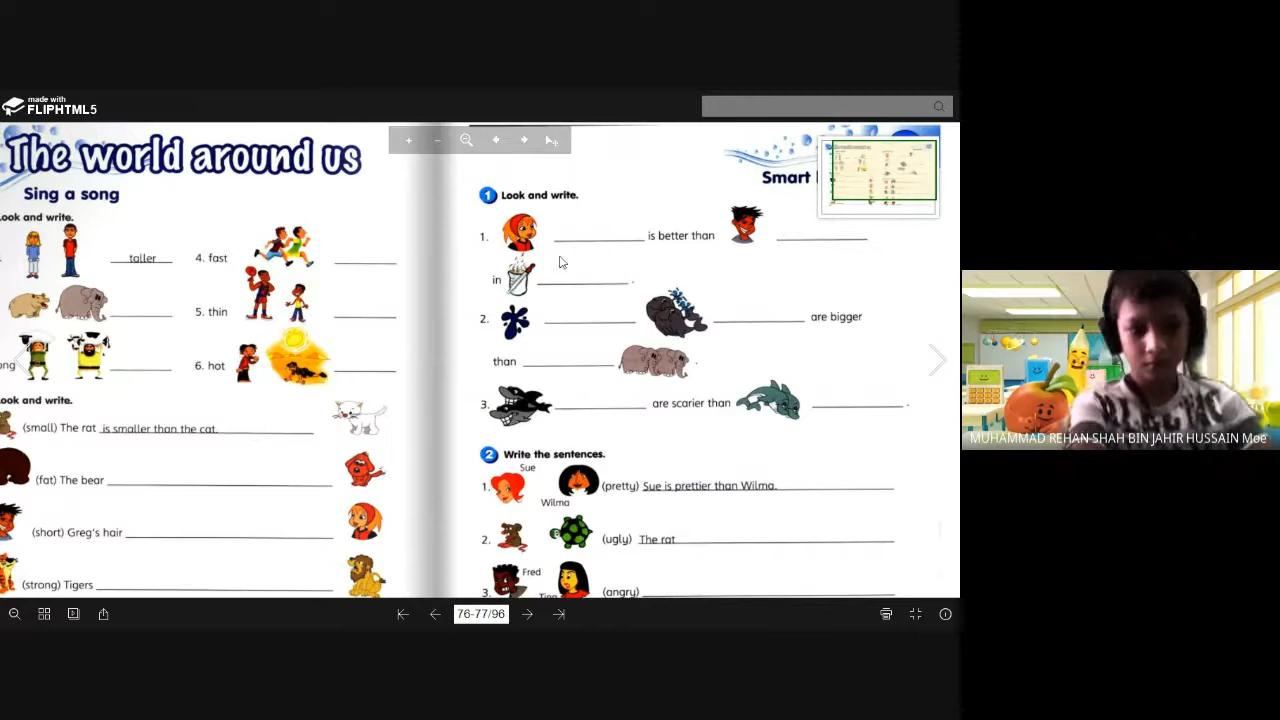 made with
FLIPHTML5
The world around us
Sing a song
Look and write.
taller
4. fast
5. thin
6. hot
Look and write.
(small) The rat is smaller than the cat.
(fat) The bear
(short) Greg's hair
(strong) Tigers
Smart
1 Look and write.
1. is better than
in .
2. are bigger
than .
3. are scarier than .
2 Write the sentences.
Sue
1. (pretty) Sue is prettier than Wilma.
Wilma
2. (ugly) The rat
Fred
3. (angry)
76-77/96
MUHAMMAD REHAN SHAH BIN JAHIR HUSSAIN Moe